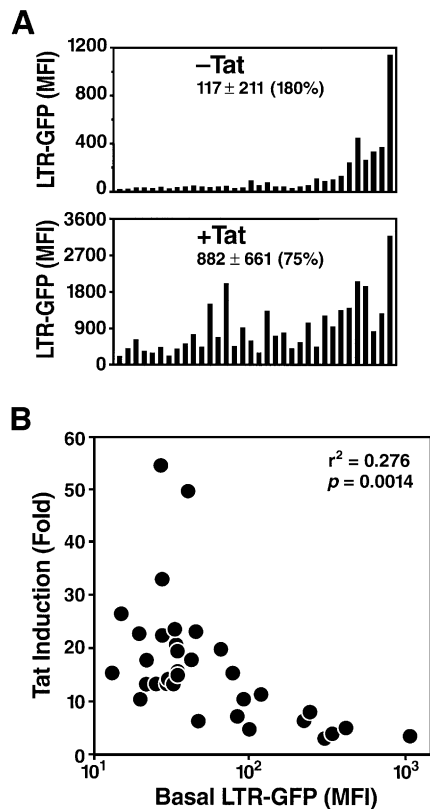 A
LTR-GFP (MFI)
1200
800
400
0
–Tat
117 ± 211 (180%)
LTR-GFP (MFI)
3600
2700
1800
900
0
+Tat
882 ± 661 (75%)
B
Tat Induction (Fold)
60
50
40
30
20
10
0
r² = 0.276
p = 0.0014
10¹ 10² 10³
Basal LTR-GFP (MFI)